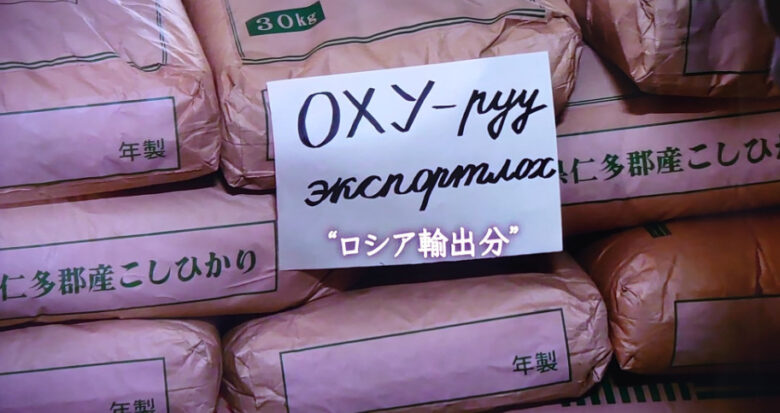 30kg
年製
ОХУ-руу
экспортлох
"ロシア輸出分"
仁多郡産こしひかり
仁多郡産こしひかり
年製
年製